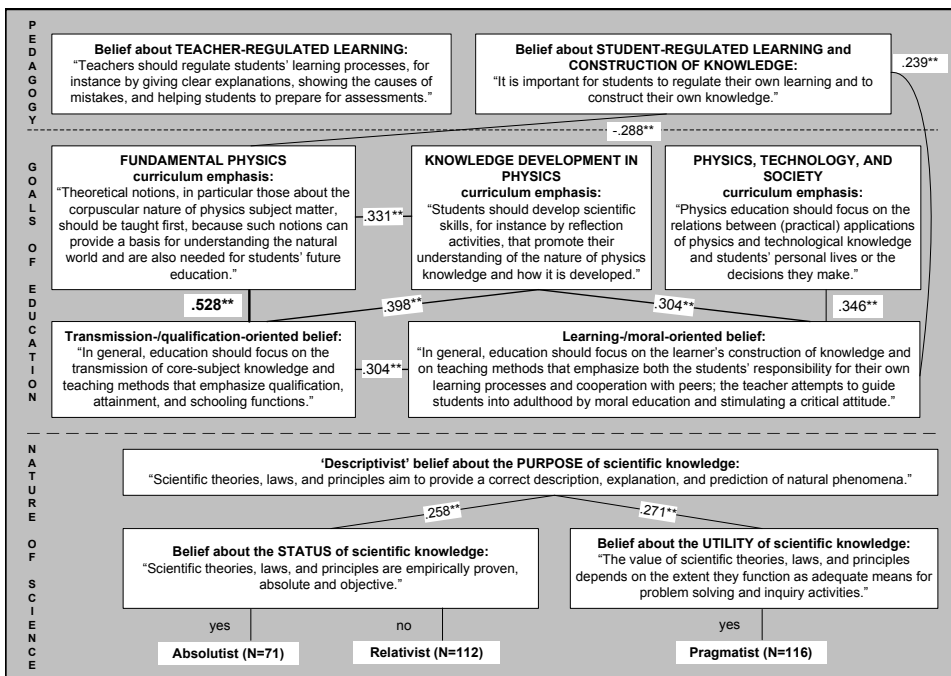 PEDAGOGY
Belief about TEACHER-REGULATED LEARNING:
“Teachers should regulate students’ learning processes, for
instance by giving clear explanations, showing the causes of
mistakes, and helping students to prepare for assessments.”
Belief about STUDENT-REGULATED LEARNING and
CONSTRUCTION OF KNOWLEDGE:
“It is important for students to regulate their own learning and to
construct their own knowledge.”
.239**
-.288**
GOALS OF EDUCATION
FUNDAMENTAL PHYSICS
curriculum emphasis:
“Theoretical notions, in particular those about the
corpuscular nature of physics subject matter,
should be taught first, because such notions can
provide a basis for understanding the natural
world and are also needed for students’ future
education.”
.331**
KNOWLEDGE DEVELOPMENT IN
PHYSICS
curriculum emphasis:
“Students should develop scientific
skills, for instance by reflection
activities, that promote their
understanding of the nature of physics
knowledge and how it is developed.”
PHYSICS, TECHNOLOGY, AND
SOCIETY
curriculum emphasis:
“Physics education should focus on the
relations between (practical) applications
of physics and technological knowledge
and students’ personal lives or the
decisions they make.”
.528**
.398**
.304**
.346**
Transmission-/qualification-oriented belief:
“In general, education should focus on the
transmission of core-subject knowledge and
teaching methods that emphasize qualification,
attainment, and schooling functions.”
.304**
Learning-/moral-oriented belief:
“In general, education should focus on the learner’s construction of knowledge and
on teaching methods that emphasize both the students’ responsibility for their own
learning processes and cooperation with peers; the teacher attempts to guide
students into adulthood by moral education and stimulating a critical attitude.”
NATURE OF SCIENCE
‘Descriptivist’ belief about the PURPOSE of scientific knowledge:
“Scientific theories, laws, and principles aim to provide a correct description, explanation, and prediction of natural phenomena.”
.258**
.271**
Belief about the STATUS of scientific knowledge:
“Scientific theories, laws, and principles are empirically proven,
absolute and objective.”
Belief about the UTILITY of scientific knowledge:
“The value of scientific theories, laws, and principles
depends on the extent they function as adequate means for
problem solving and inquiry activities.”
yes
no
yes
Absolutist (N=71)
Relativist (N=112)
Pragmatist (N=116)